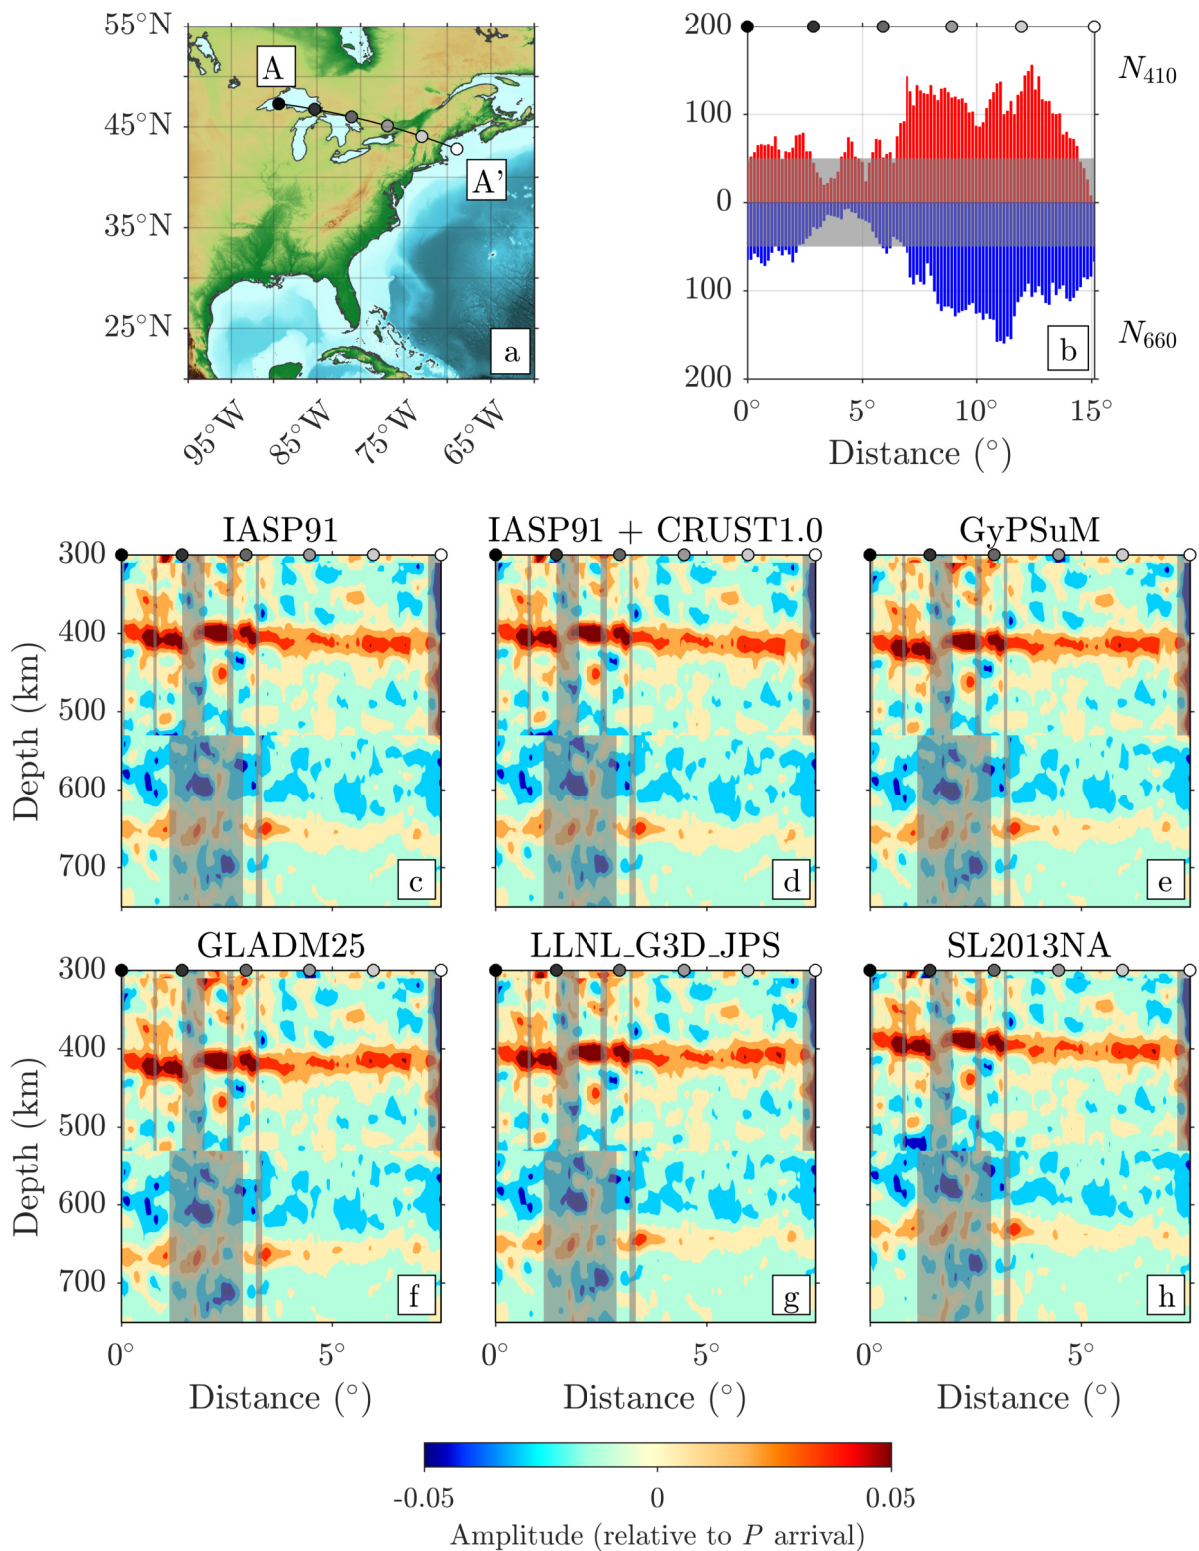 55°N
45°N
35°N
25°N
A
A'
a
95°W
85°W
75°W
65°W
200
100
0
100
200
N410
N660
b
0°
5°
10°
15°
Distance (°)
IASP91
IASP91 + CRUST1.0
GyPSuM
300
400
500
600
700
Depth (km)
c
d
e
GLADM25
LLNL_G3D_JPS
SL2013NA
300
400
500
600
700
Depth (km)
f
g
h
0°
5°
0°
5°
0°
5°
Distance (°)
Distance (°)
Distance (°)
-0.05
0
0.05
Amplitude (relative to P arrival)